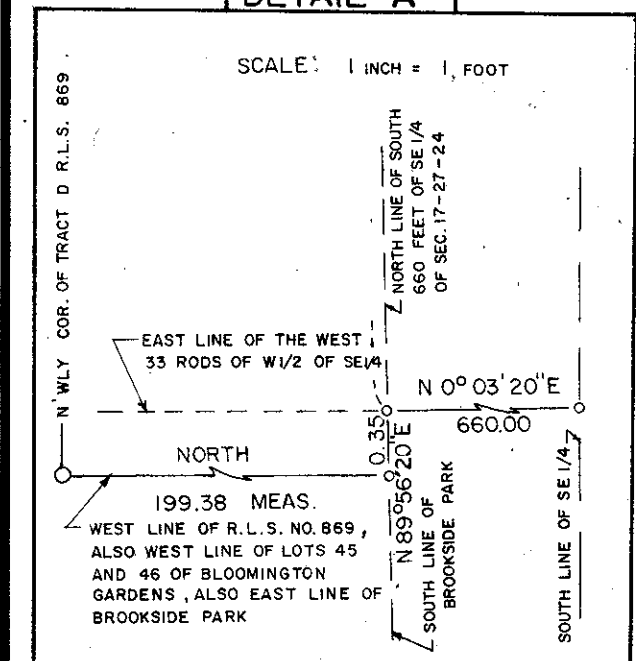 DETAIL "A"
SCALE: 1 INCH = 1, FOOT
N'WLY COR. OF TRACT D R.L.S. 869
NORTH LINE OF SOUTH
660 FEET OF SE 1/4
OF SEC. 17-27-24
EAST LINE OF THE WEST
33 RODS OF W1/2 OF SE1/4
N 0° 03' 20"E
660.00
0.35
N 89° 56' 20"E
NORTH
199.38 MEAS.
WEST LINE OF R.L.S. NO. 869,
ALSO WEST LINE OF LOTS 45
AND 46 OF BLOOMINGTON
GARDENS, ALSO EAST LINE OF
BROOKSIDE PARK
SOUTH LINE OF
BROOKSIDE PARK
SOUTH LINE OF SE 1/4